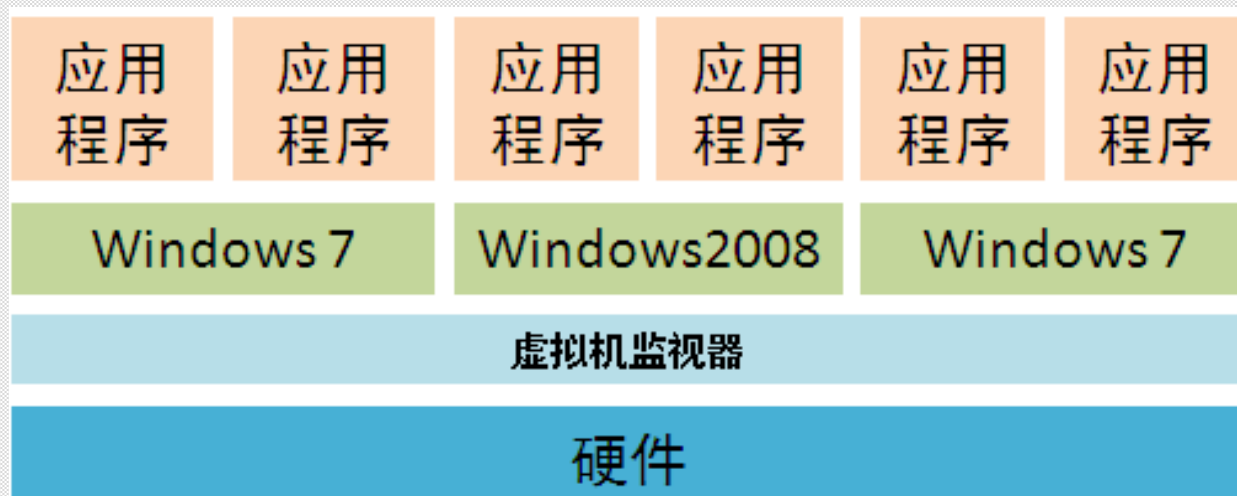 应用 应用 应用 应用 应用 应用
程序 程序 程序 程序 程序 程序
Windows 7 Windows2008 Windows 7
虚拟机监视器
硬件